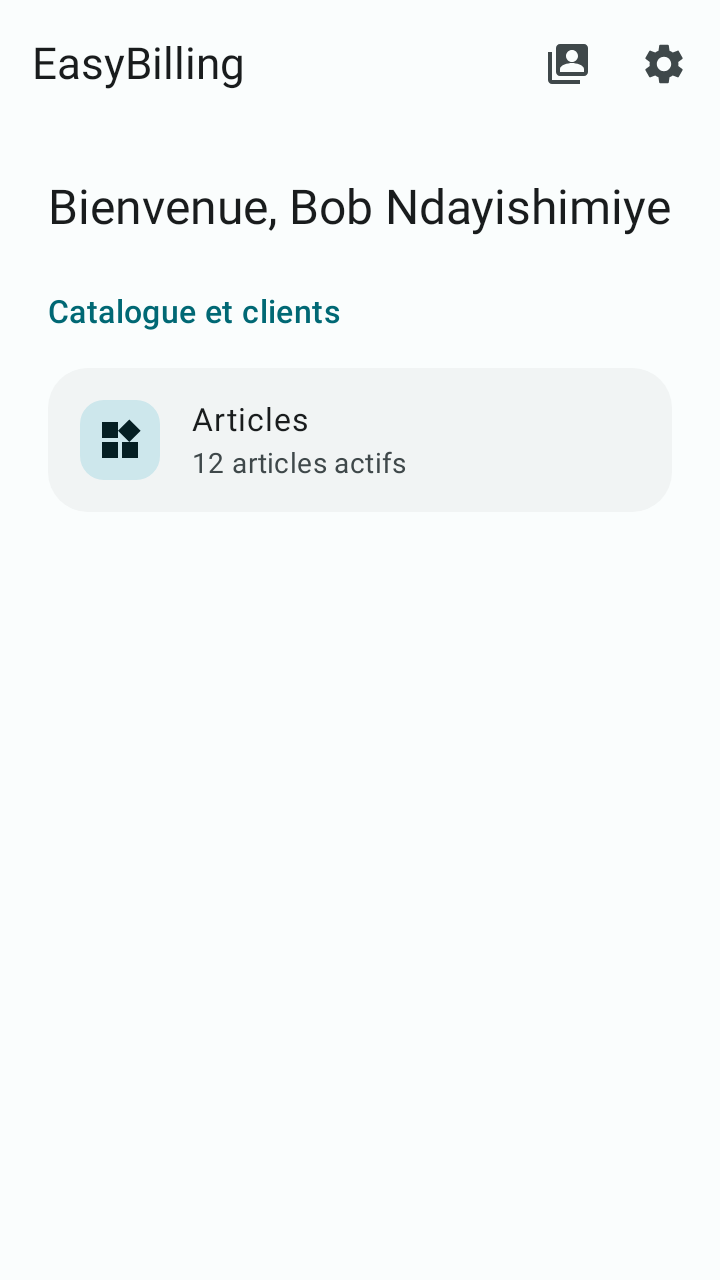 EasyBilling
Bienvenue, Bob Ndayishimiye
Catalogue et clients
Articles
12 articles actifs